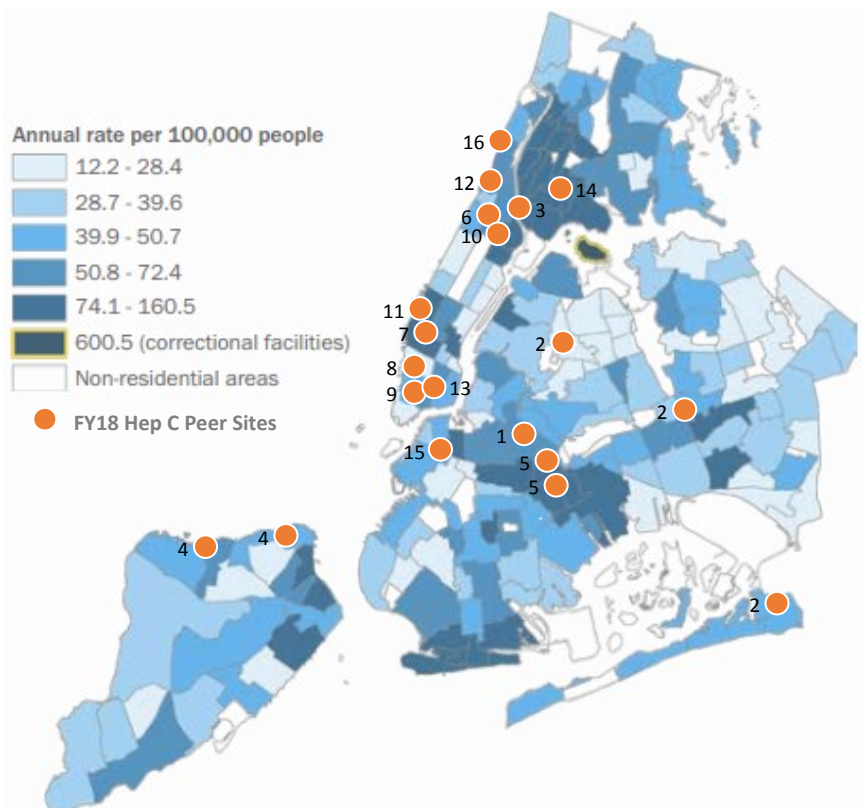 Annual rate per 100,000 people
12.2 - 28.4
28.7 - 39.6
39.9 - 50.7
50.8 - 72.4
74.1 - 160.5
600.5 (correctional facilities)
Non-residential areas
FY18 Hep C Peer Sites
16
12
14
6
3
10
11
7
2
8
13
9
2
1
15
5
5
4
4
2